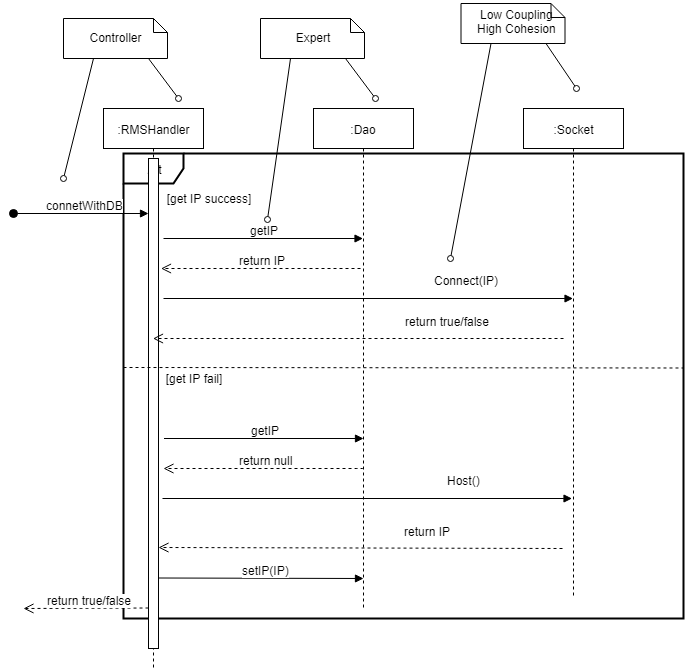 Controller
Expert
Low Coupling
High Cohesion
:RMSHandler
:Dao
:Socket
connetWithDB
[get IP success]
getIP
return IP
Connect(IP)
return true/false
[get IP fail]
getIP
return null
Host()
return IP
setIP(IP)
return true/false